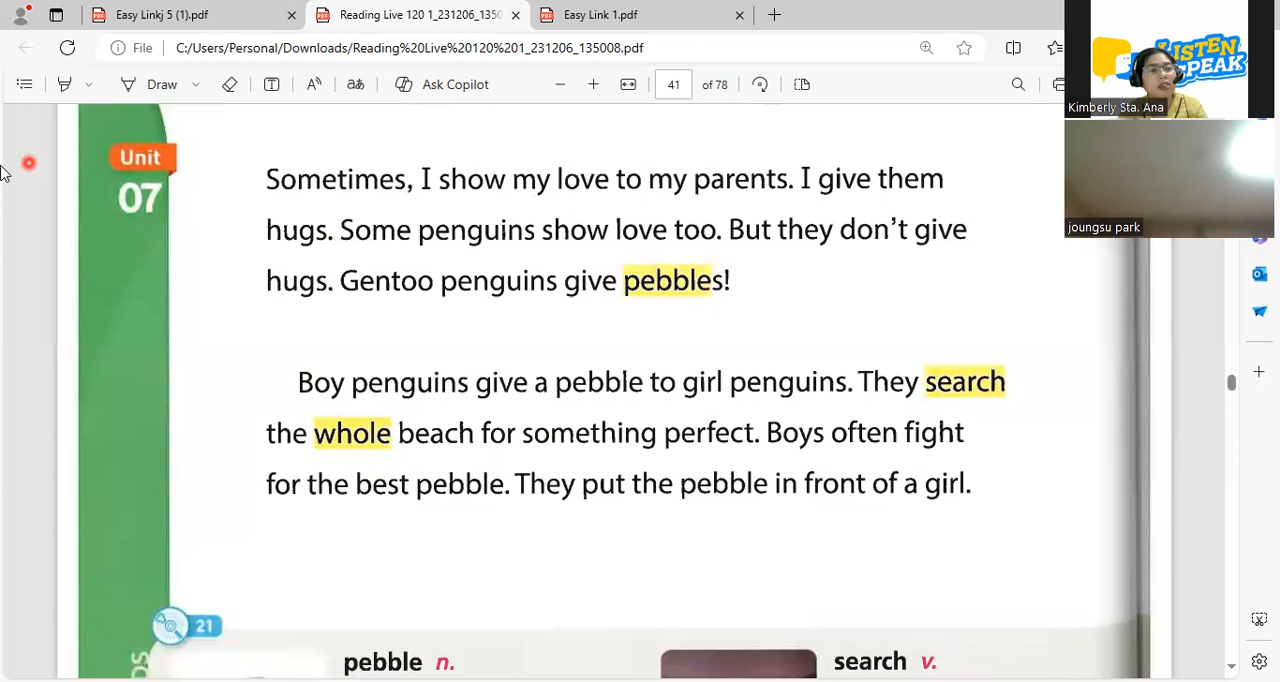 Easy Linkj 5 (1).pdf
Reading Live 120 1_231206_1350
Easy Link 1.pdf
File
C:/Users/Personal/Downloads/Reading%20Live%20120%201_231206_135008.pdf
Draw
Ask Copilot
41
of 78
LISTEN
SPEAK
Kimberly Sta. Ana
joungsu park
Unit
07
Sometimes, I show my love to my parents. I give them
hugs. Some penguins show love too. But they don't give
hugs. Gentoo penguins give pebbles!
Boy penguins give a pebble to girl penguins. They search
the whole beach for something perfect. Boys often fight
for the best pebble. They put the pebble in front of a girl.
21
pebble n.
search v.